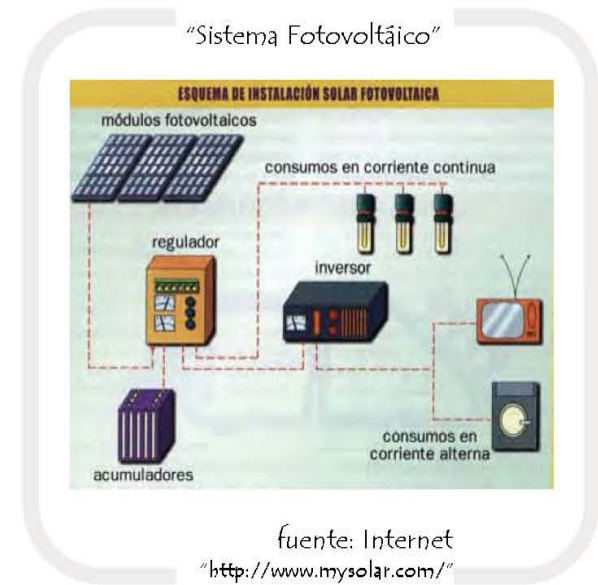 "Sistema Fotovoltáico"
ESQUEMA DE INSTALACIÓN SOLAR FOTOVOLTAICA
módulos fotovoltaicos
consumos en corriente continua
regulador
inversor
consumos en
corriente alterna
acumuladores
fuente: Internet
"http://www.mysolar.com/"